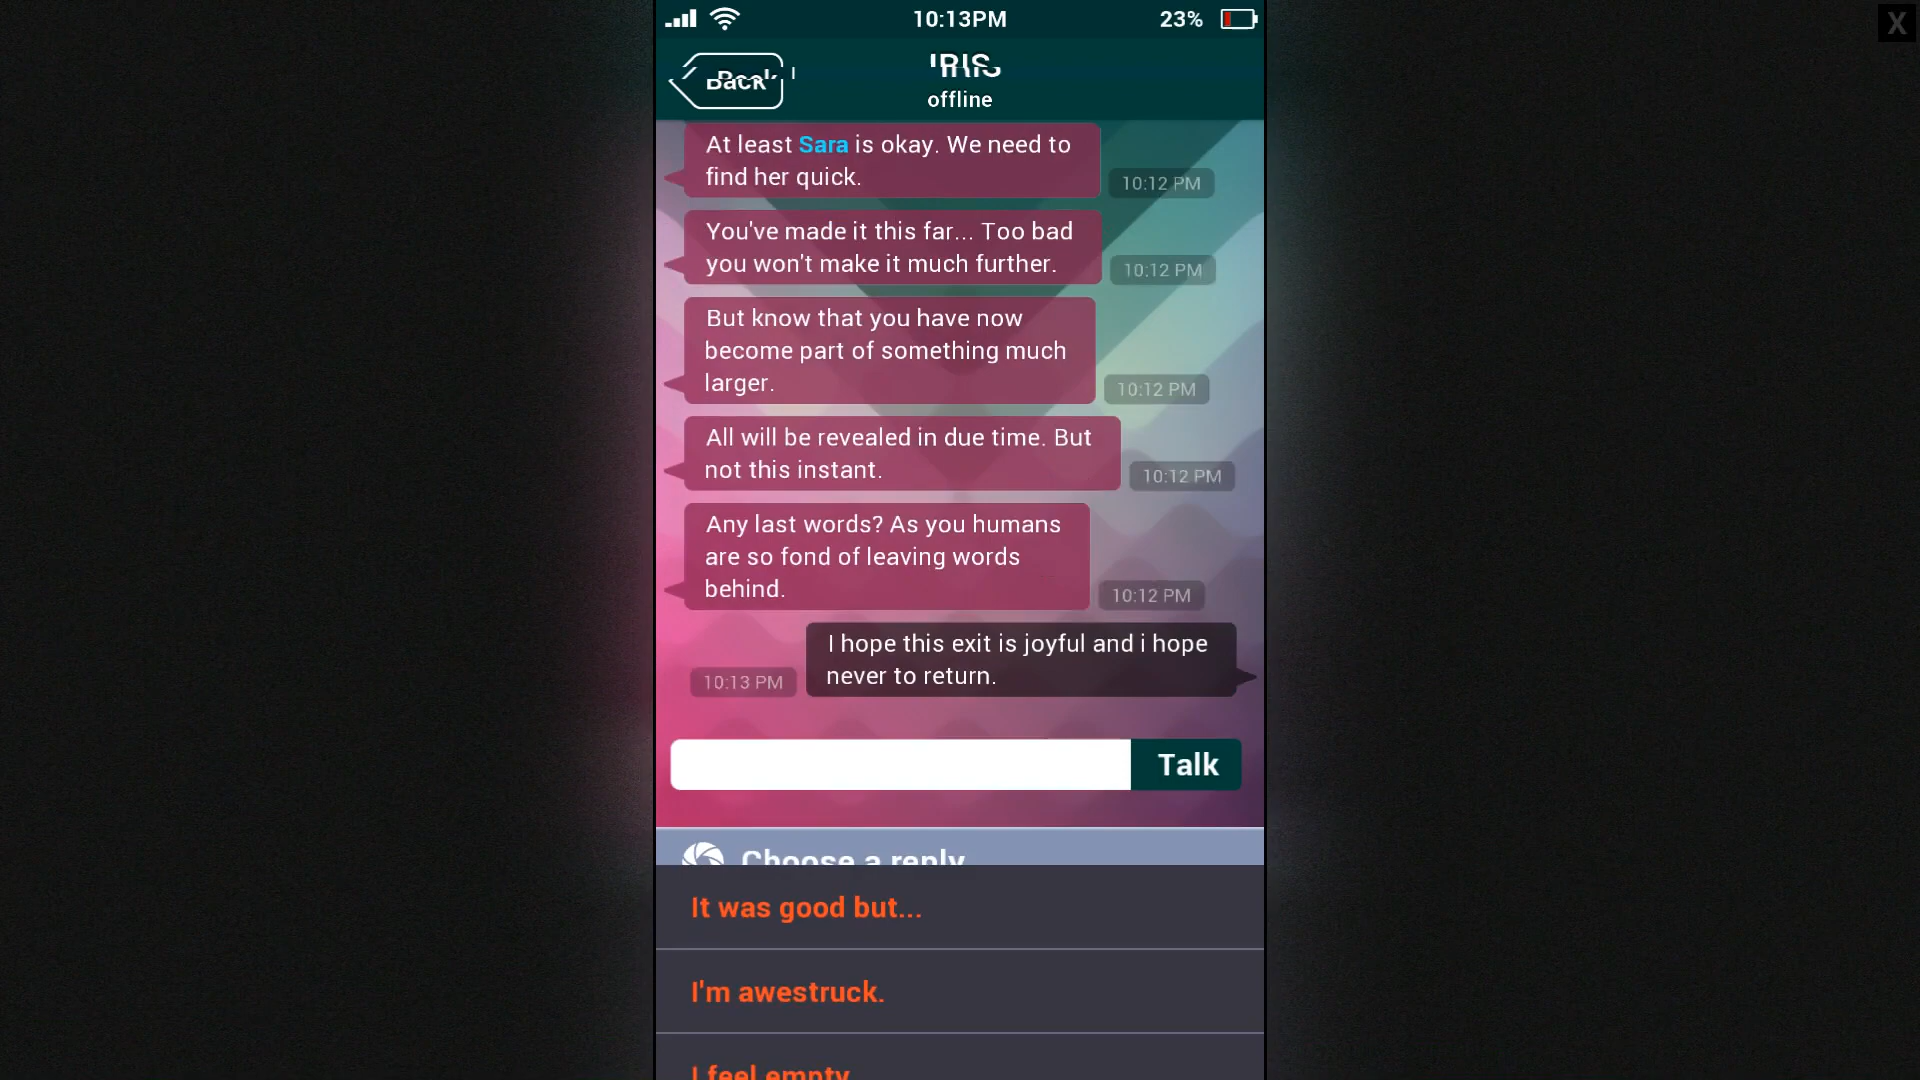 10:13PM
23%
X
Back
IRIS
offline
At least Sara is okay. We need to
find her quick.
10:12 PM
You've made it this far... Too bad
you won't make it much further.
10:12 PM
But know that you have now
become part of something much
larger.
10:12 PM
All will be revealed in due time. But
not this instant.
10:12 PM
Any last words? As you humans
are so fond of leaving words
behind.
10:12 PM
I hope this exit is joyful and i hope
never to return.
10:13 PM
Talk
Choose a reply
It was good but...
I'm awestruck.
I feel empty